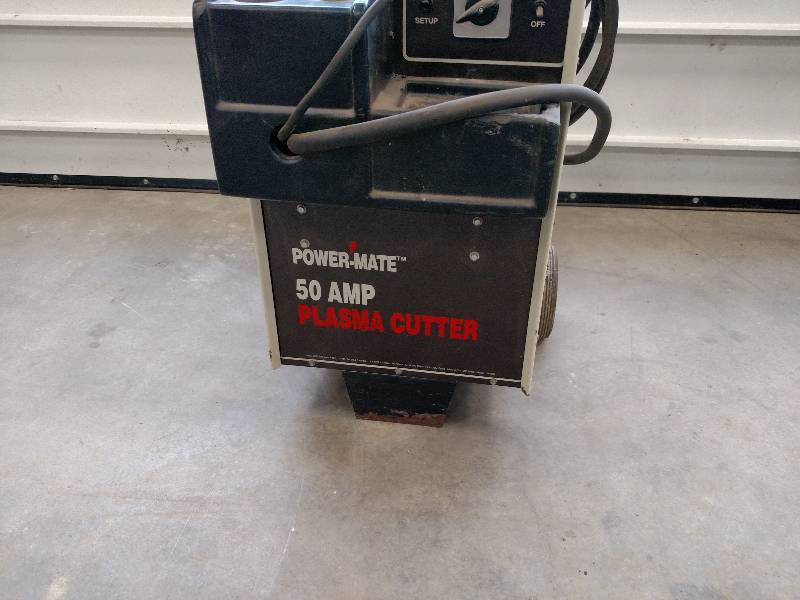 SETUP
OFF
POWER-MATE™
50 AMP
PLASMA CUTTER